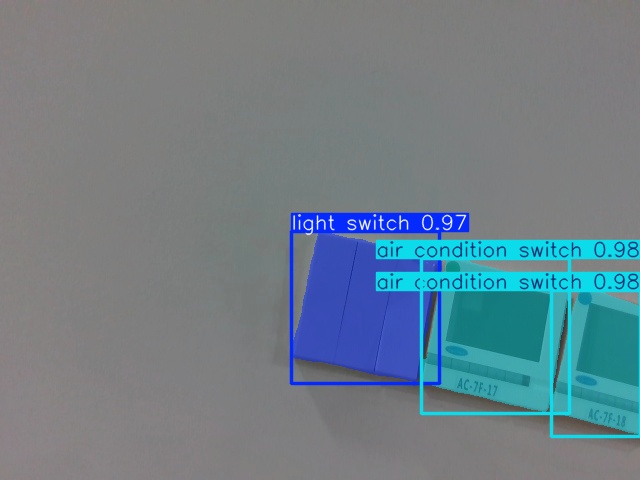 light switch 0.97
air condition switch 0.98
air condition switch 0.98
AC-7F-17
AC-7F-18